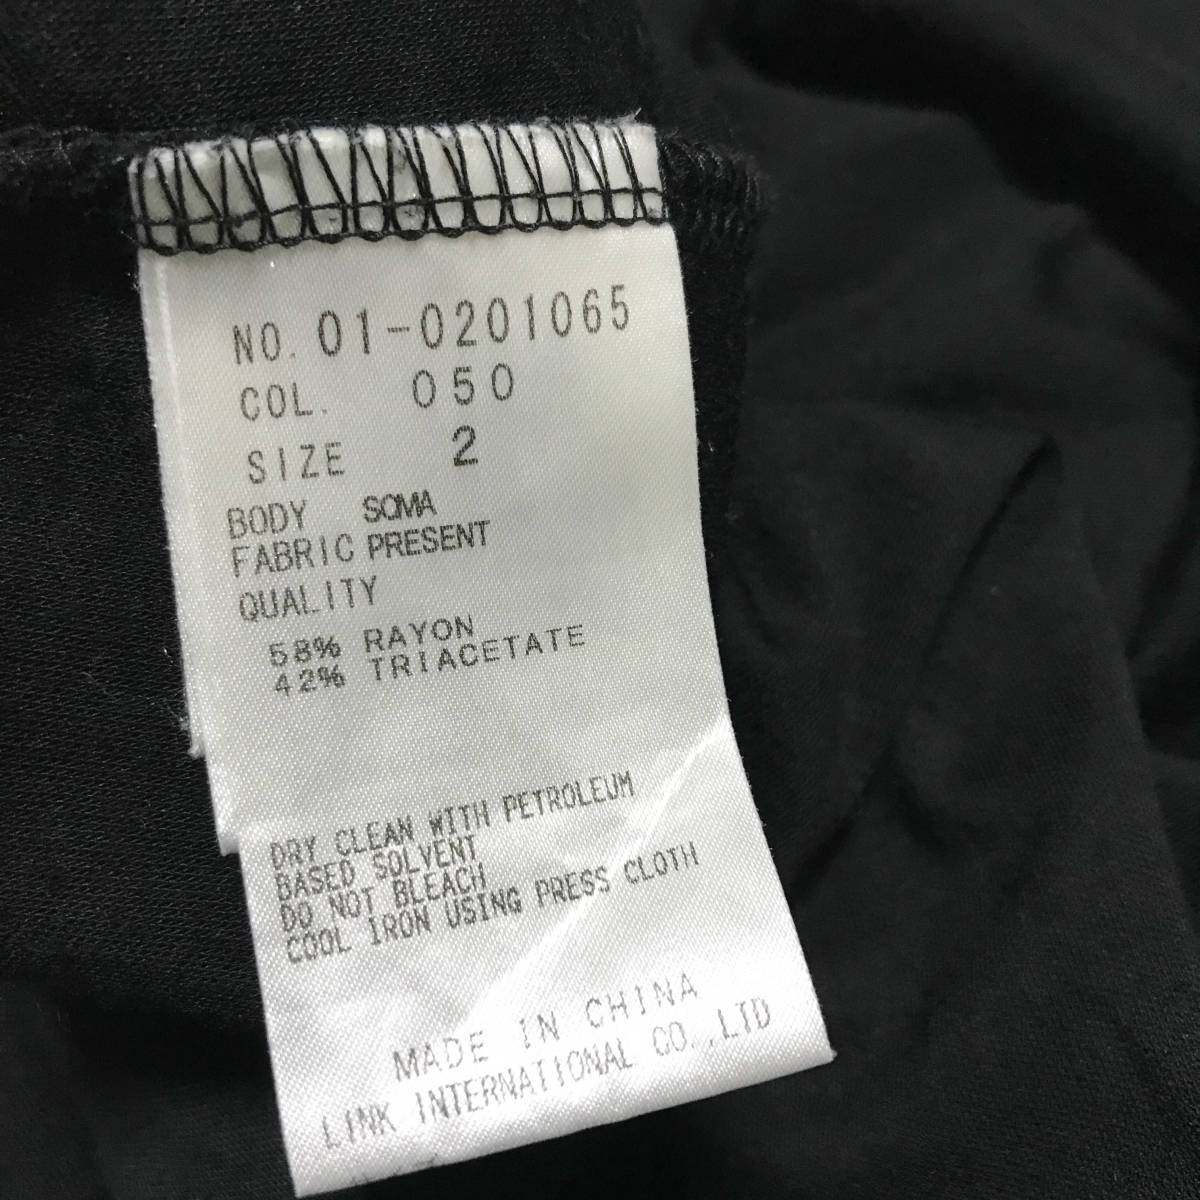 NO. 01-0201065
COL. 050
SIZE 2
BODY SOMA
FABRIC PRESENT
QUALITY
58% RAYON
42% TRIACETATE
DRY CLEAN WITH PETROLEUM
BASED SOLVENT
DO NOT BLEACH
COOL IRON USING PRESS CLOTH
MADE IN CHINA
LINK INTERNATIONAL CO.,LTD